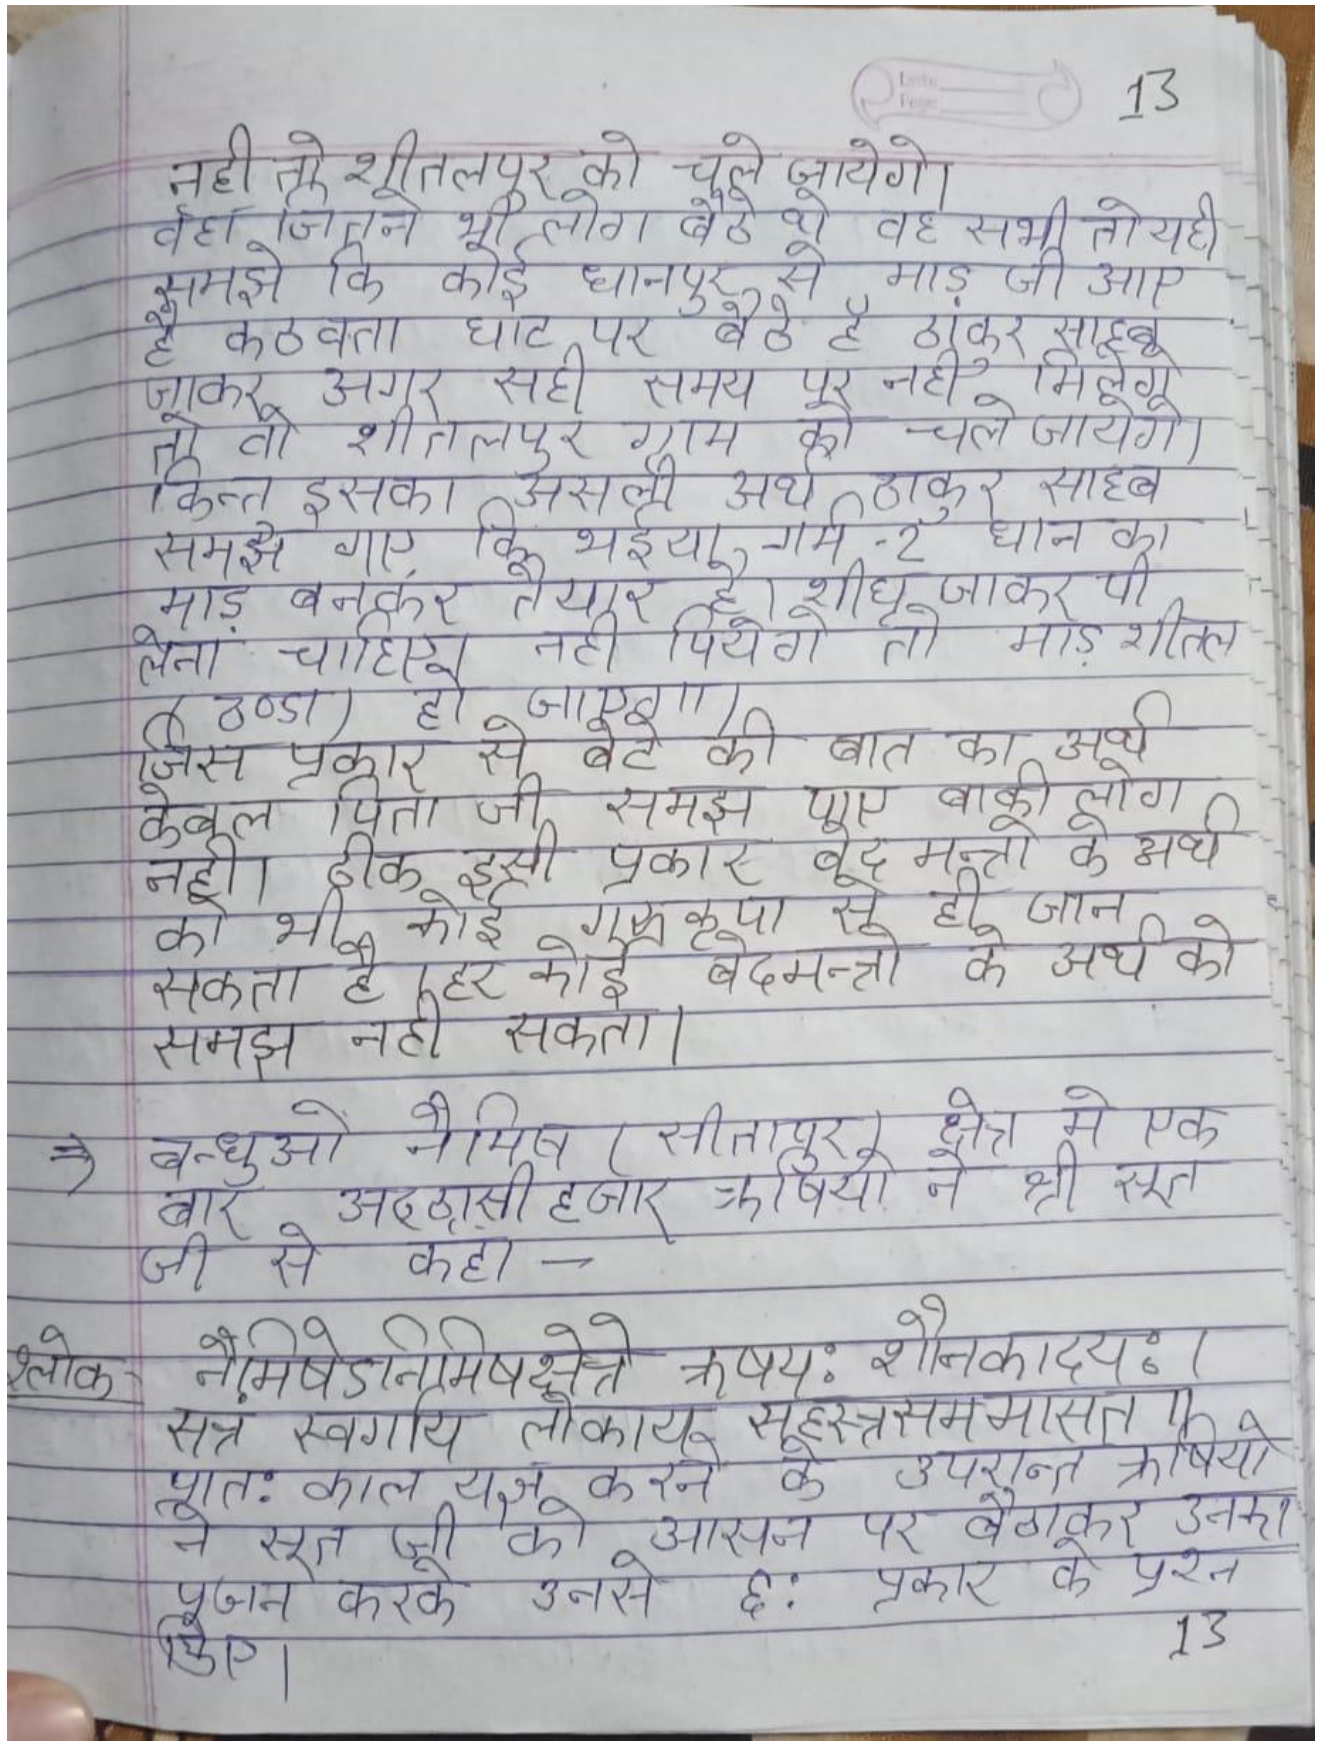 13
Date
Page
नही तो शीतलपुर को चले जायेगे।
वहाँ जितने भी लोग बैठे थे वह सभी तो यही
समझे कि कोई धानपुर से माड़ जी आए
है कठवता घाट पर बैठे है ठाकुर साहब
जाकर अगर सही समय पर नही मिलेगे
तो वो शीतलपुर ग्राम को चले जायेगे।
किन्त इसका असली अर्थ ठाकुर साहब
समझ गए कि भईया गर्म-२ धान का
माड़ बनकर तैयार है। शीघ्र जाकर पी
लेना चाहिए नही पियेगे तो माड़ शीतल
(ठण्डा) हो जाएगा।
जिस प्रकार से बेटे की बात का अर्थ
केबल पिता जी समझ पाए बाकी लोग
नही। ठीक इसी प्रकार वेद मन्त्रो के अर्थ
को भी कोई गुरु कृपा से ही जान
सकता है। हर कोई बेदमन्त्रो के अर्थ को
समझ नही सकता।
⇒ बन्धुओ नैमिष (सीतापुर) क्षेत्र मे एक
बार अट्ठासी हजार ऋषियो ने श्री सूत
जी से कहा –
श्लोक- नैमिषेऽनिमिषक्षेत्रे ऋषयः शौनकादयः।
सत्रं स्वर्गाय लोकाय सहस्त्रसममासत॥
प्रातः काल यज्ञ करने के उपरान्त ऋषियो
ने सूत जी को आसन पर बैठाकर उनका
पूजन करके उनसे छः प्रकार के प्रश्न
किए।
13